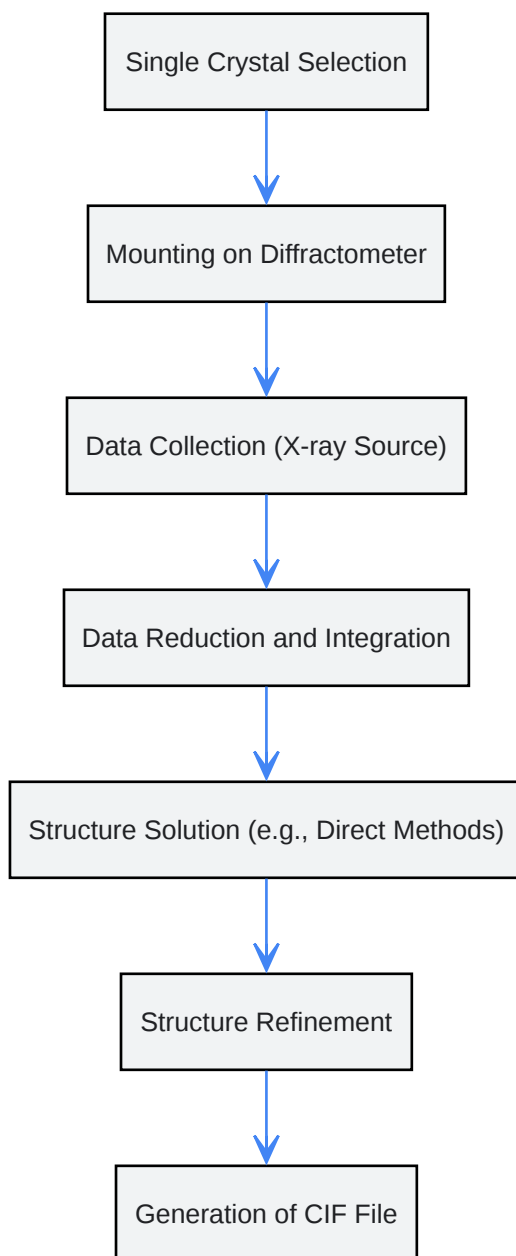 Single Crystal Selection
Mounting on Diffractometer
Data Collection (X-ray Source)
Data Reduction and Integration
Structure Solution (e.g., Direct Methods)
Structure Refinement
Generation of CIF File